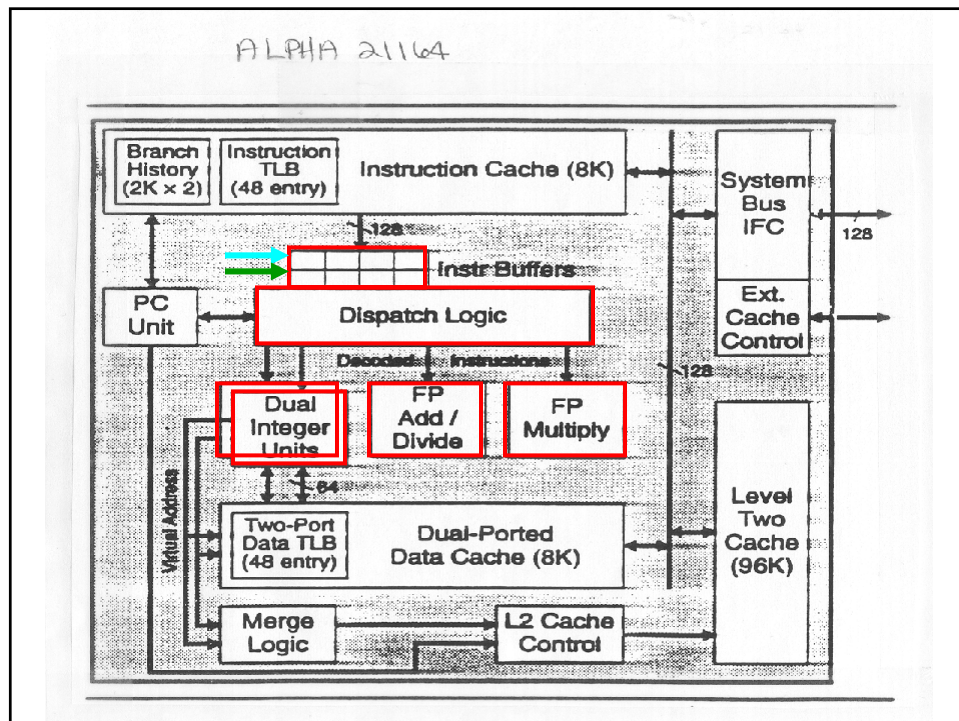 ALPHA 21164
Branch
History
(2K × 2)
Instruction
TLB
(48 entry)
Instruction Cache (8K)
System
Bus
IFC
128
128
Instr Buffers
PC
Unit
Dispatch Logic
Ext.
Cache
Control
Decoded
Instructions
128
Dual
Integer
Units
FP
Add /
Divide
FP
Multiply
64
Virtual Address
Two-Port
Data TLB
(48 entry)
Dual-Ported
Data Cache (8K)
Level
Two
Cache
(96K)
Merge
Logic
L2 Cache
Control